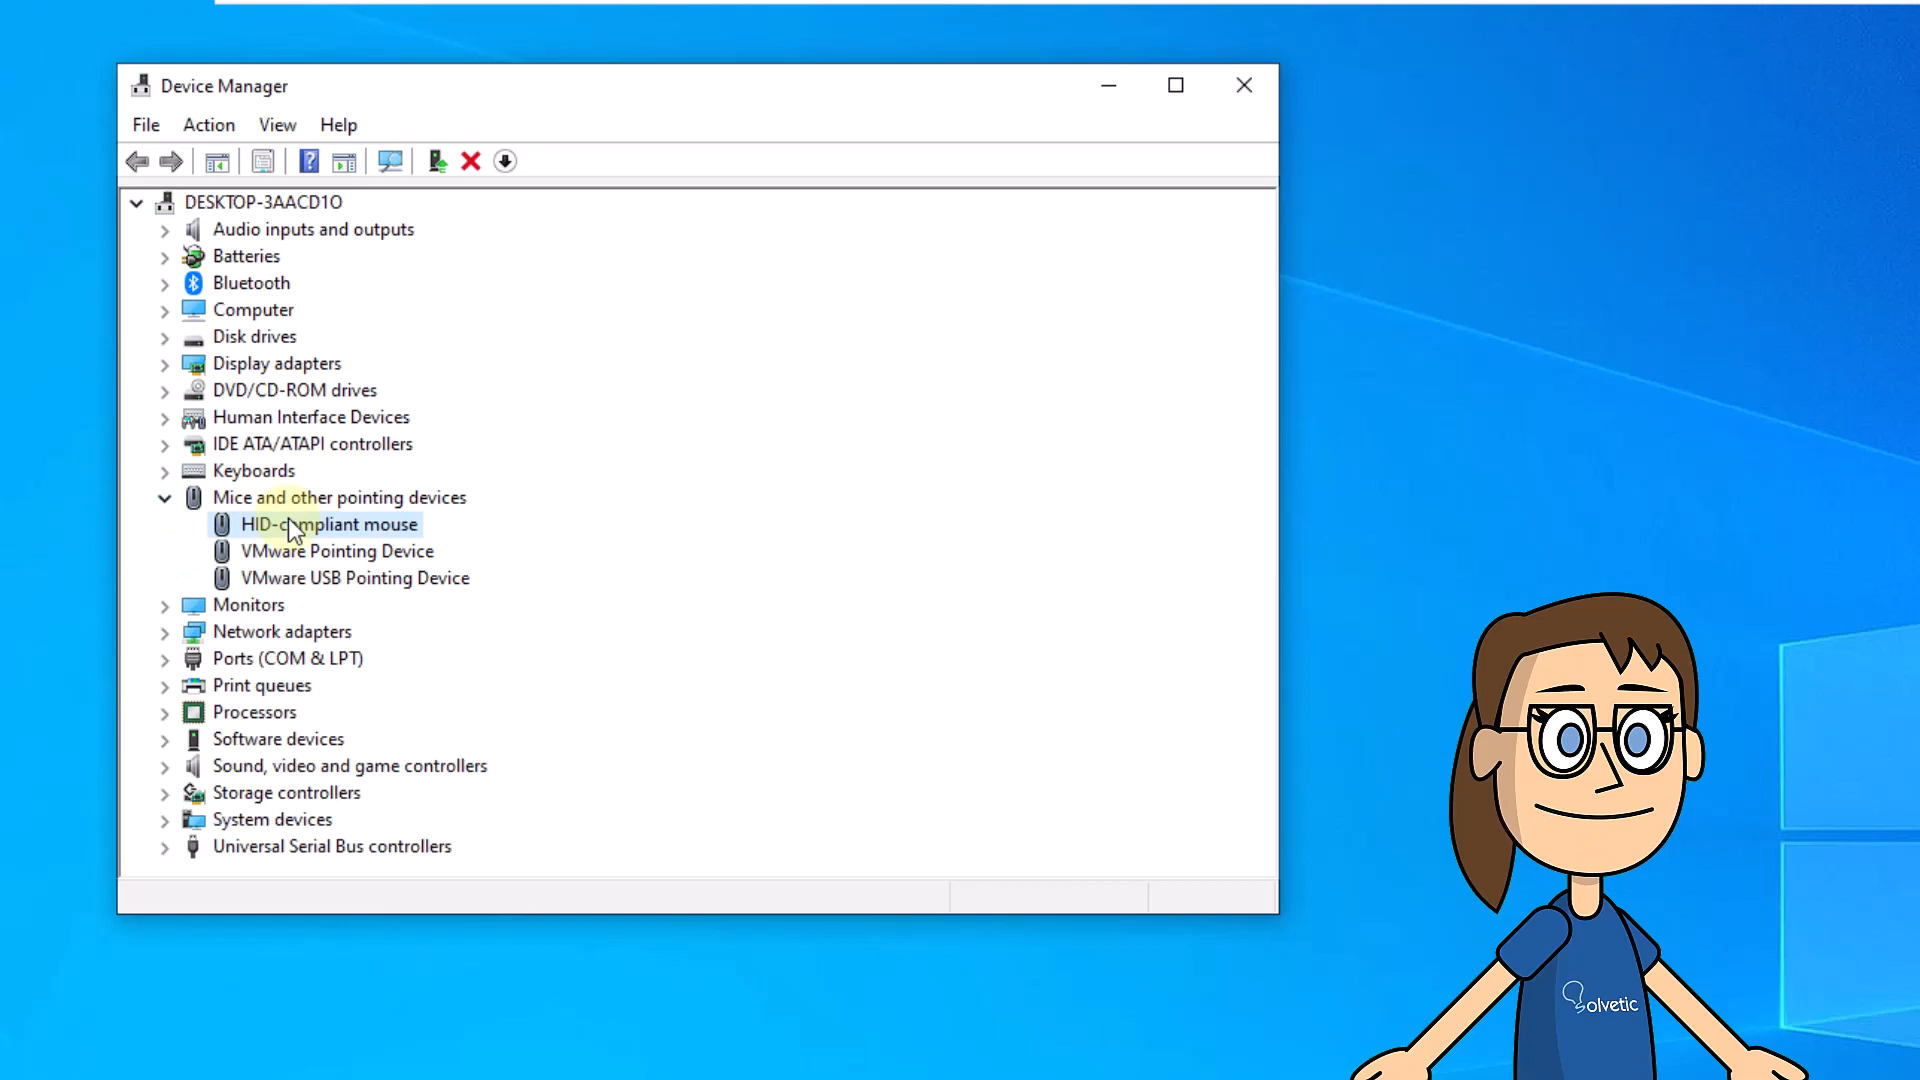 Device Manager
File Action View Help
DESKTOP-3AACD1O
Audio inputs and outputs
Batteries
Bluetooth
Computer
Disk drives
Display adapters
DVD/CD-ROM drives
Human Interface Devices
IDE ATA/ATAPI controllers
Keyboards
Mice and other pointing devices
HID-compliant mouse
VMware Pointing Device
VMware USB Pointing Device
Monitors
Network adapters
Ports (COM & LPT)
Print queues
Processors
Software devices
Sound, video and game controllers
Storage controllers
System devices
Universal Serial Bus controllers
Solvetic